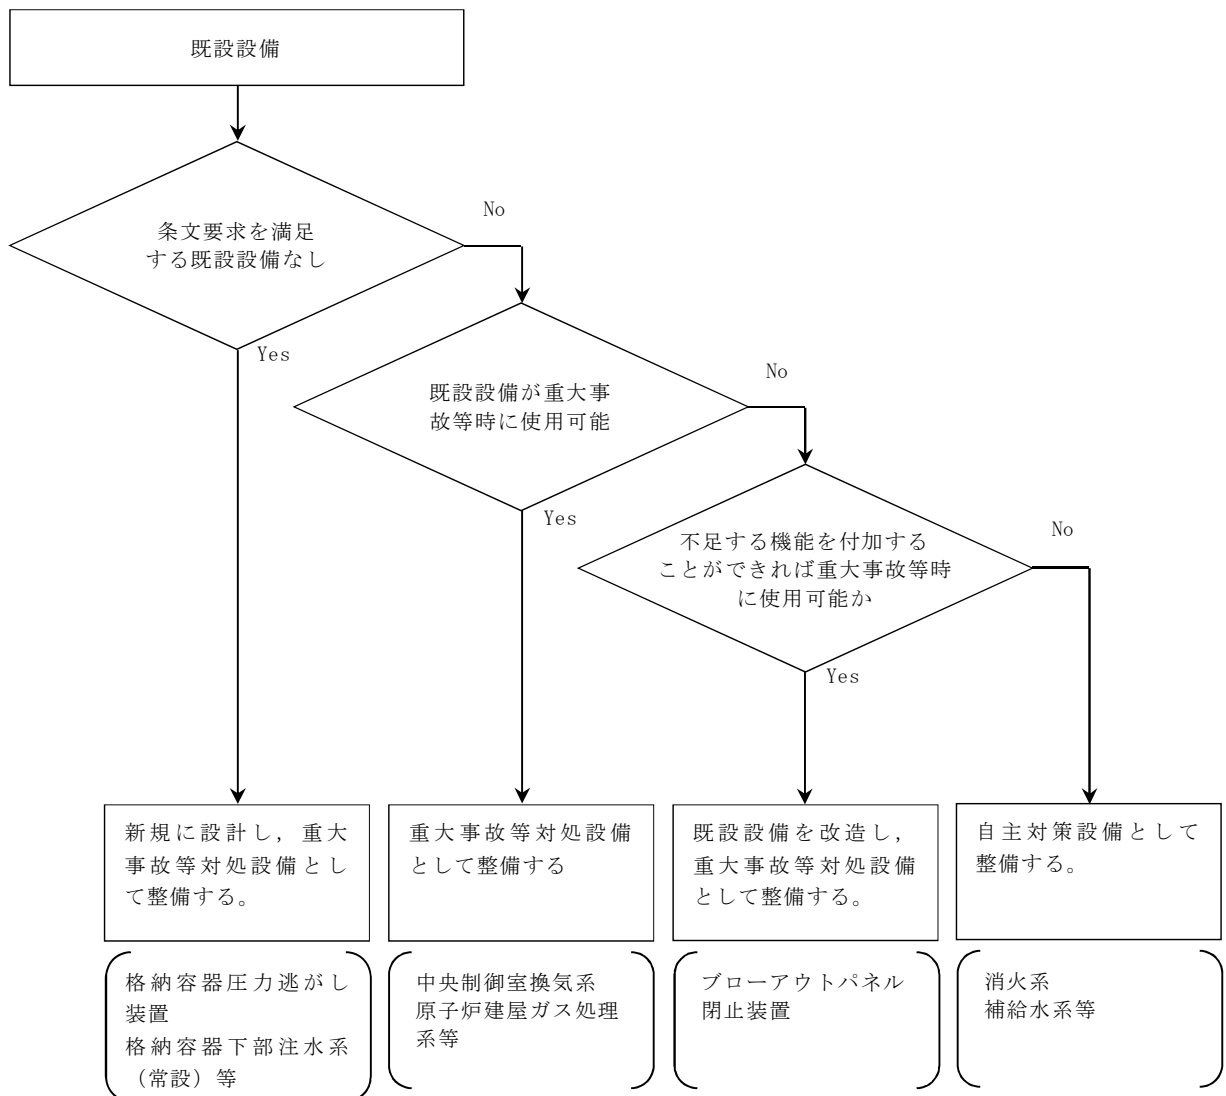 既設設備
条文要求を満足
する既設設備なし
No
Yes
既設設備が重大事
故等時に使用可能
No
Yes
不足する機能を付加する
ことができれば重大事故等時
に使用可能か
No
Yes
新規に設計し，重大
事故等対処設備とし
て整備する。
重大事故等対処設備
として整備する
既設設備を改造し，
重大事故等対処設備
として整備する。
自主対策設備として
整備する。
格納容器圧力逃がし
装置
格納容器下部注水系
（常設）等
中央制御室換気系
原子炉建屋ガス処理
系等
ブローアウトパネル
閉止装置
消火系
補給水系等